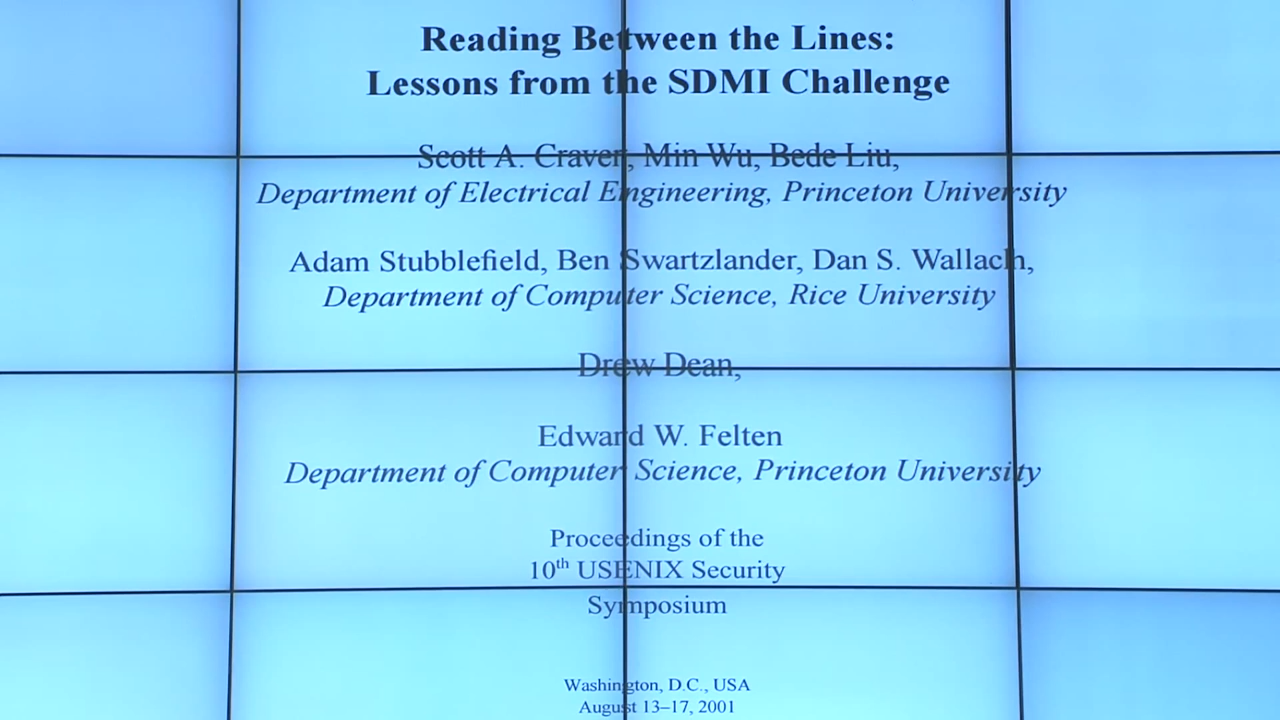 Reading Between the Lines:
Lessons from the SDMI Challenge
Scott A. Craver, Min Wu, Bede Liu,
Department of Electrical Engineering, Princeton University
Adam Stubblefield, Ben Swartzlander, Dan S. Wallach,
Department of Computer Science, Rice University
Drew Dean,
Edward W. Felten
Department of Computer Science, Princeton University
Proceedings of the
10th USENIX Security
Symposium
Washington, D.C., USA
August 13–17, 2001